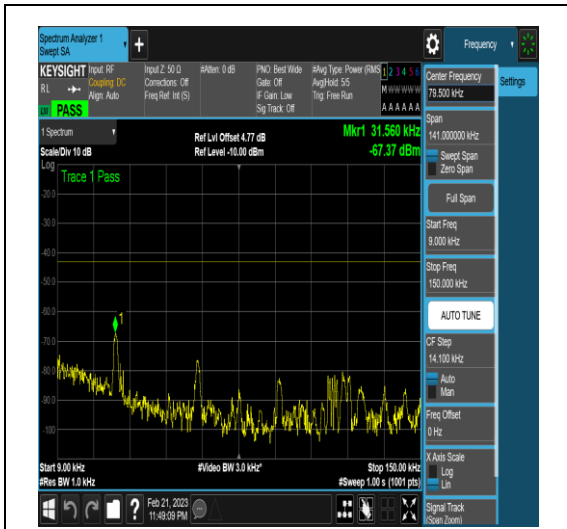 Spectrum Analyzer 1
Swept SA
+
Frequency
KEYSIGHT
RL
PASS
Input: RF
Coupling: DC
Align: Auto
Input Z: 50 Ω
Corrections: Off
Freq Ref: Int (S)
#Atten: 0 dB
PNO: Best Wide
Gate: Off
IF Gain: Low
Sig Track: Off
#Avg Type: Power (RMS
Avg|Hold: 5/5
Trig: Free Run
1 2 3 4 5 6
M W W W W W
A A A A A A
1 Spectrum
Scale/Div 10 dB
Ref Lvl Offset 4.77 dB
Ref Level -10.00 dBm
Mkr1 31.560 kHz
-67.37 dBm
Log
Trace 1 Pass
-20.0
-30.0
-40.0
-50.0
-60.0
1
-70.0
-80.0
-90.0
-100
Start 9.00 kHz
#Res BW 1.0 kHz
#Video BW 3.0 kHz*
Stop 150.00 kHz
#Sweep 1.00 s (1001 pts)
Center Frequency
79.500 kHz
Settings
Span
141.000000 kHz
Swept Span
Zero Span
Full Span
Start Freq
9.000 kHz
Stop Freq
150.000 kHz
AUTO TUNE
CF Step
14.100 kHz
Auto
Man
Freq Offset
0 Hz
X Axis Scale
Log
Lin
Signal Track
(Span Zoom)
?
Feb 21, 2023
11:49:09 PM